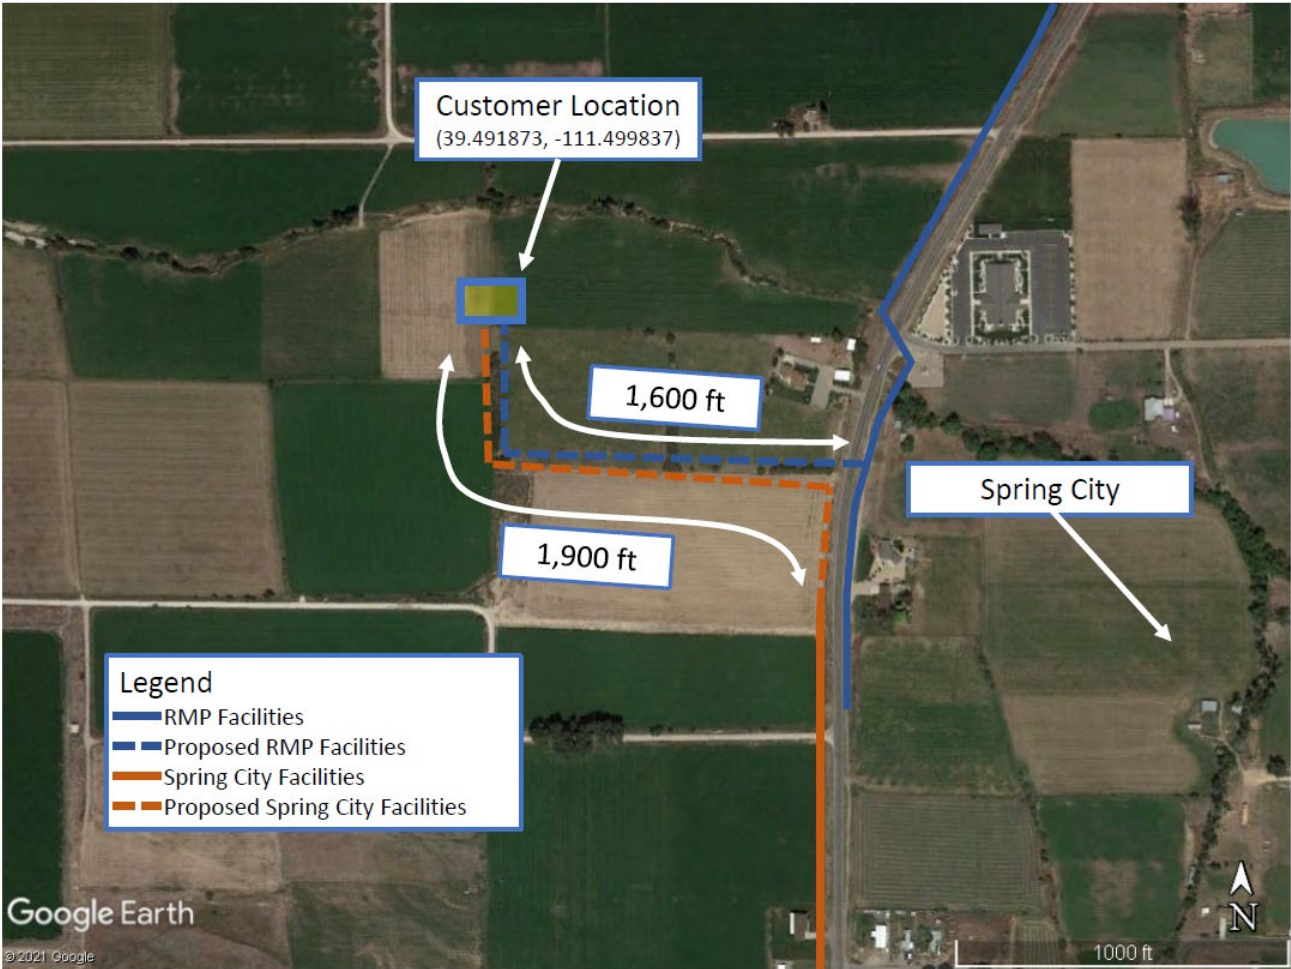 Customer Location
(39.491873, -111.499837)
1,600 ft
Spring City
1,900 ft
Legend
RMP Facilities
Proposed RMP Facilities
Spring City Facilities
Proposed Spring City Facilities
Google Earth
© 2021 Google
N
1000 ft